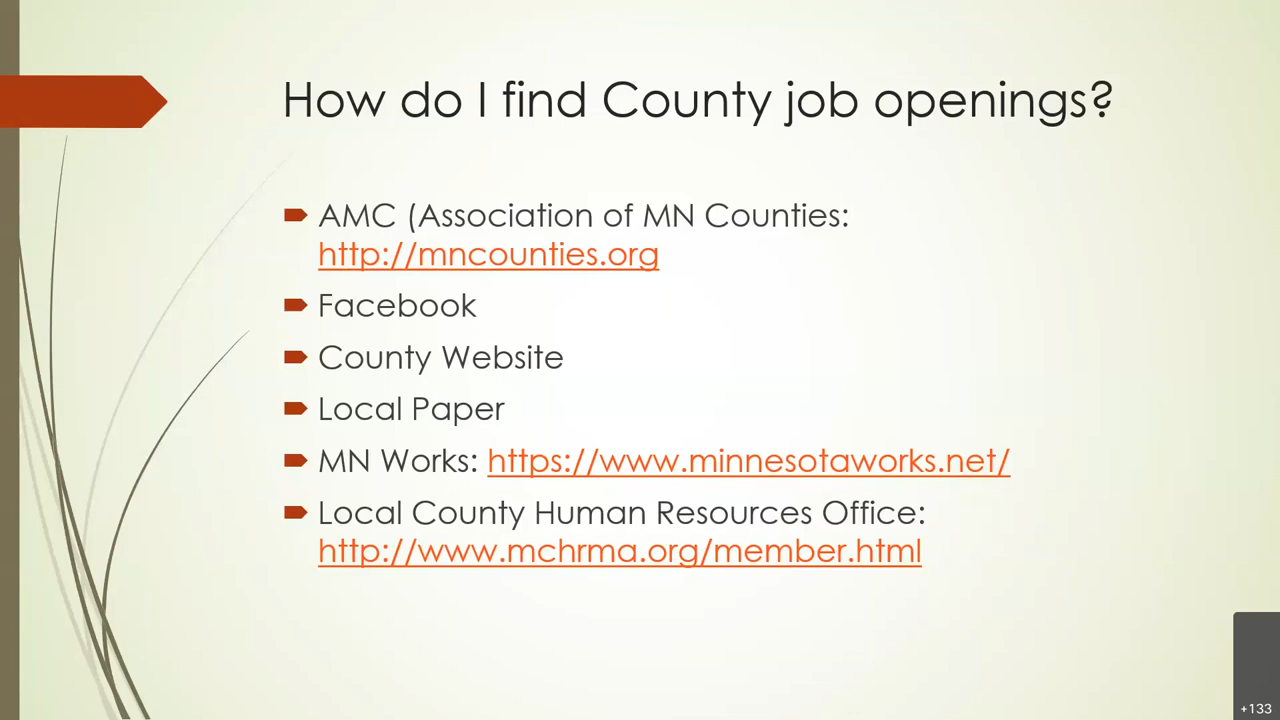 How do I find County job openings?
AMC (Association of MN Counties:
http://mncounties.org
Facebook
County Website
Local Paper
MN Works: https://www.minnesotaworks.net/
Local County Human Resources Office:
http://www.mchrma.org/member.html
+133